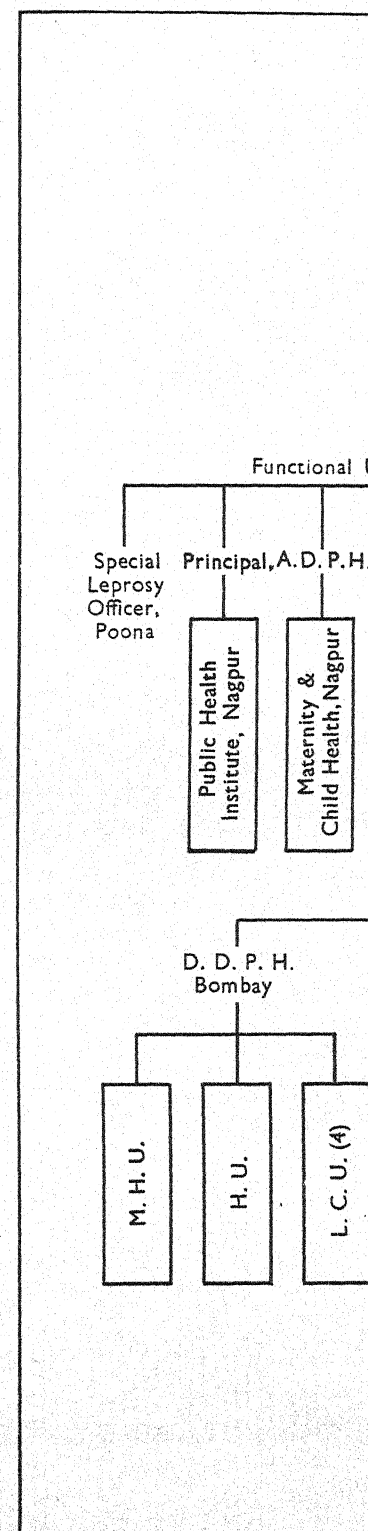 Functional
Special
Leprosy
Officer,
Poona
Principal, A. D. P. H.
Public Health
Institute, Nagpur
Maternity &
Child Health, Nagpur
D. D. P. H.
Bombay
M. H. U.
H. U.
L. C. U. (4)